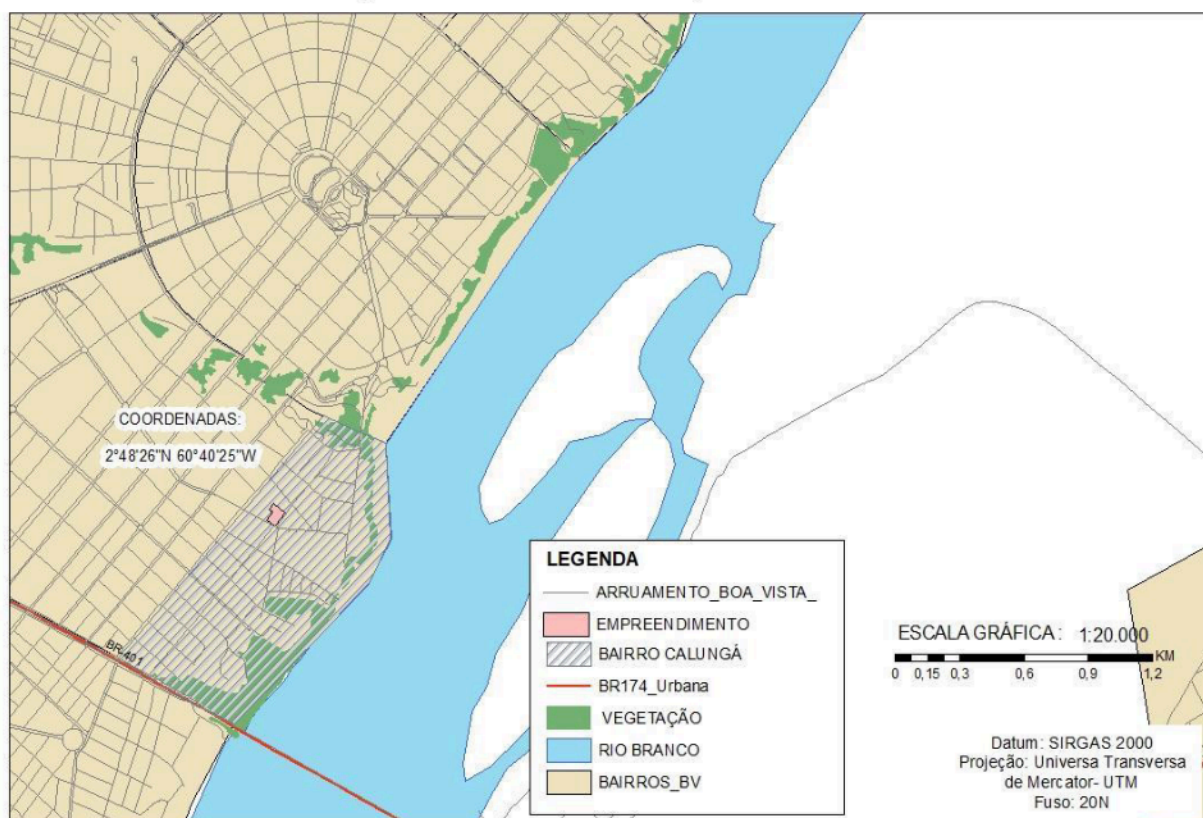 COORDENADAS:
2°48'26"N 60°40'25"W
BR-401
LEGENDA
ARRUAMENTO_BOA_VISTA_
EMPREENDIMENTO
BAIRRO CALUNGÁ
BR174_Urbana
VEGETAÇÃO
RIO BRANCO
BAIRROS_BV
ESCALA GRÁFICA : 1:20.000
KM
0 0,15 0,3 0,6 0,9 1,2
Datum: SIRGAS 2000
Projeção: Universa Transversa
de Mercator- UTM
Fuso: 20N